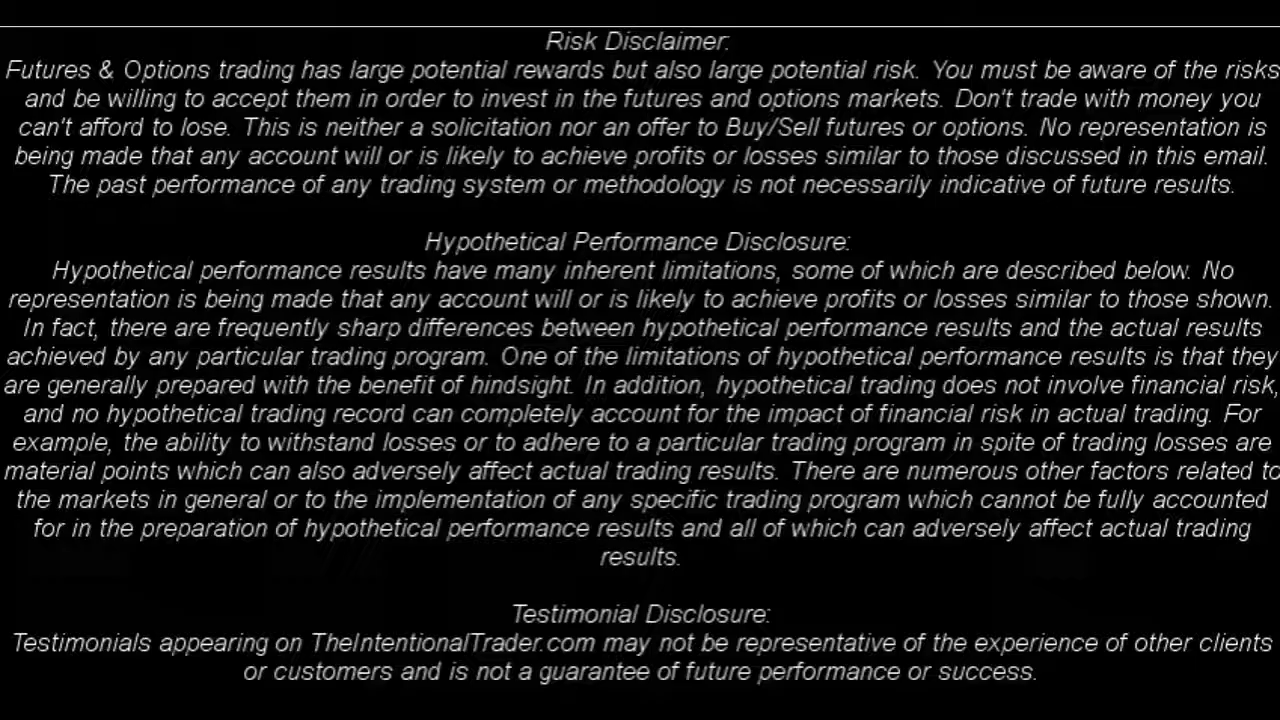 Risk Disclaimer:
Futures & Options trading has large potential rewards but also large potential risk. You must be aware of the risks
and be willing to accept them in order to invest in the futures and options markets. Don't trade with money you
can't afford to lose. This is neither a solicitation nor an offer to Buy/Sell futures or options. No representation is
being made that any account will or is likely to achieve profits or losses similar to those discussed in this email.
The past performance of any trading system or methodology is not necessarily indicative of future results.
Hypothetical Performance Disclosure:
Hypothetical performance results have many inherent limitations, some of which are described below. No
representation is being made that any account will or is likely to achieve profits or losses similar to those shown.
In fact, there are frequently sharp differences between hypothetical performance results and the actual results
achieved by any particular trading program. One of the limitations of hypothetical performance results is that they
are generally prepared with the benefit of hindsight. In addition, hypothetical trading does not involve financial risk,
and no hypothetical trading record can completely account for the impact of financial risk in actual trading. For
example, the ability to withstand losses or to adhere to a particular trading program in spite of trading losses are
material points which can also adversely affect actual trading results. There are numerous other factors related to
the markets in general or to the implementation of any specific trading program which cannot be fully accounted
for in the preparation of hypothetical performance results and all of which can adversely affect actual trading
results.
Testimonial Disclosure:
Testimonials appearing on TheIntentionalTrader.com may not be representative of the experience of other clients
or customers and is not a guarantee of future performance or success.